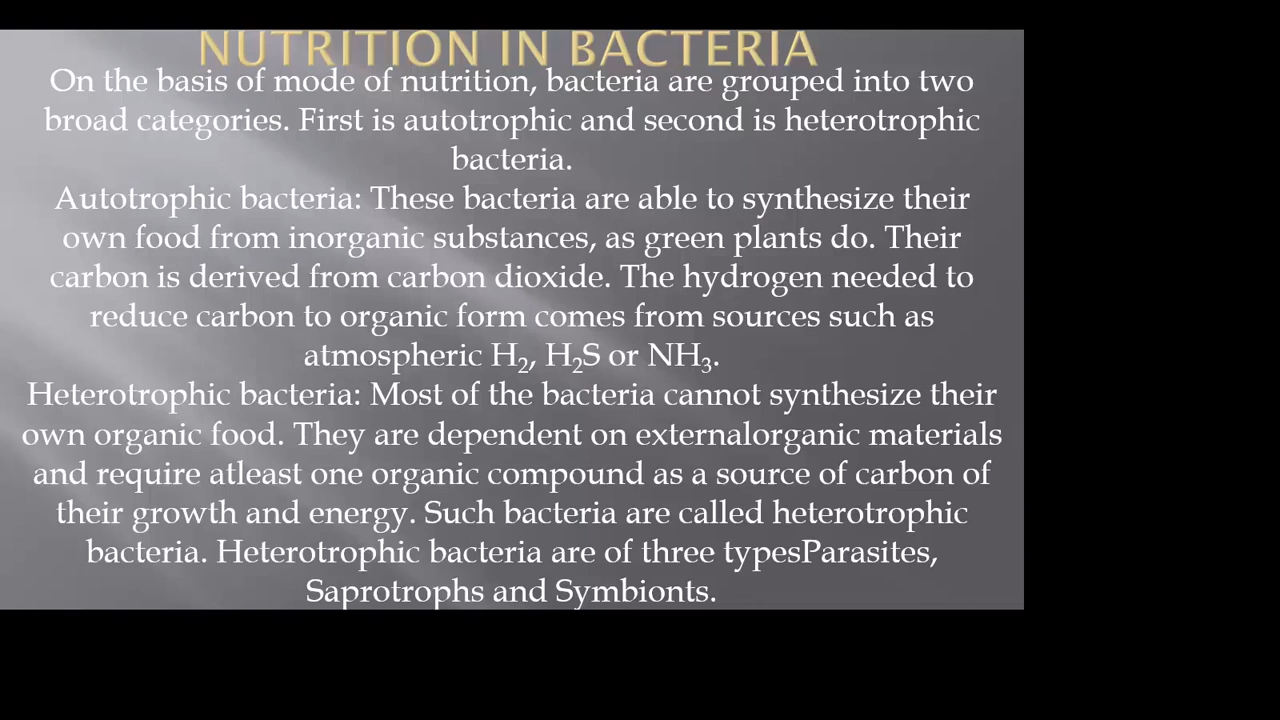 NUTRITION IN BACTERIA
On the basis of mode of nutrition, bacteria are grouped into two
broad categories. First is autotrophic and second is heterotrophic
bacteria.
Autotrophic bacteria: These bacteria are able to synthesize their
own food from inorganic substances, as green plants do. Their
carbon is derived from carbon dioxide. The hydrogen needed to
reduce carbon to organic form comes from sources such as
atmospheric H₂, H₂S or NH₃.
Heterotrophic bacteria: Most of the bacteria cannot synthesize their
own organic food. They are dependent on externalorganic materials
and require atleast one organic compound as a source of carbon of
their growth and energy. Such bacteria are called heterotrophic
bacteria. Heterotrophic bacteria are of three typesParasites,
Saprotrophs and Symbionts.